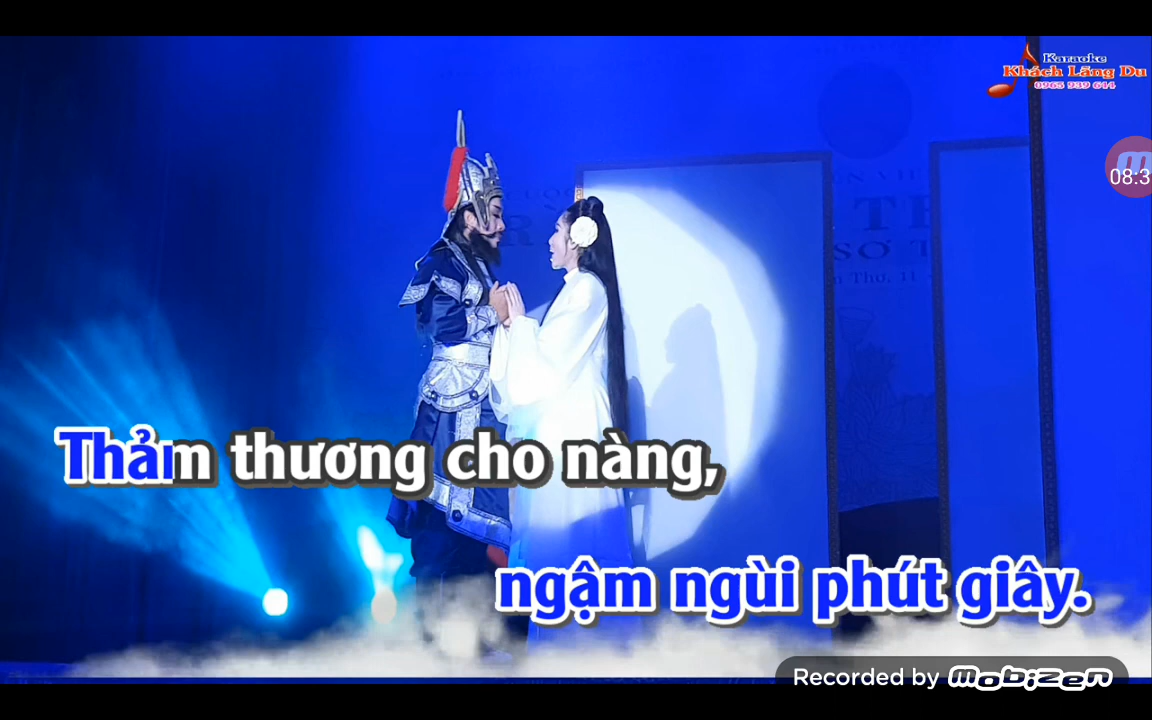 Karaoke
Khách Lãng Du
0965 939 614
08:3
Thảm thương cho nàng,
ngậm ngùi phút giây.
Recorded by mobizen